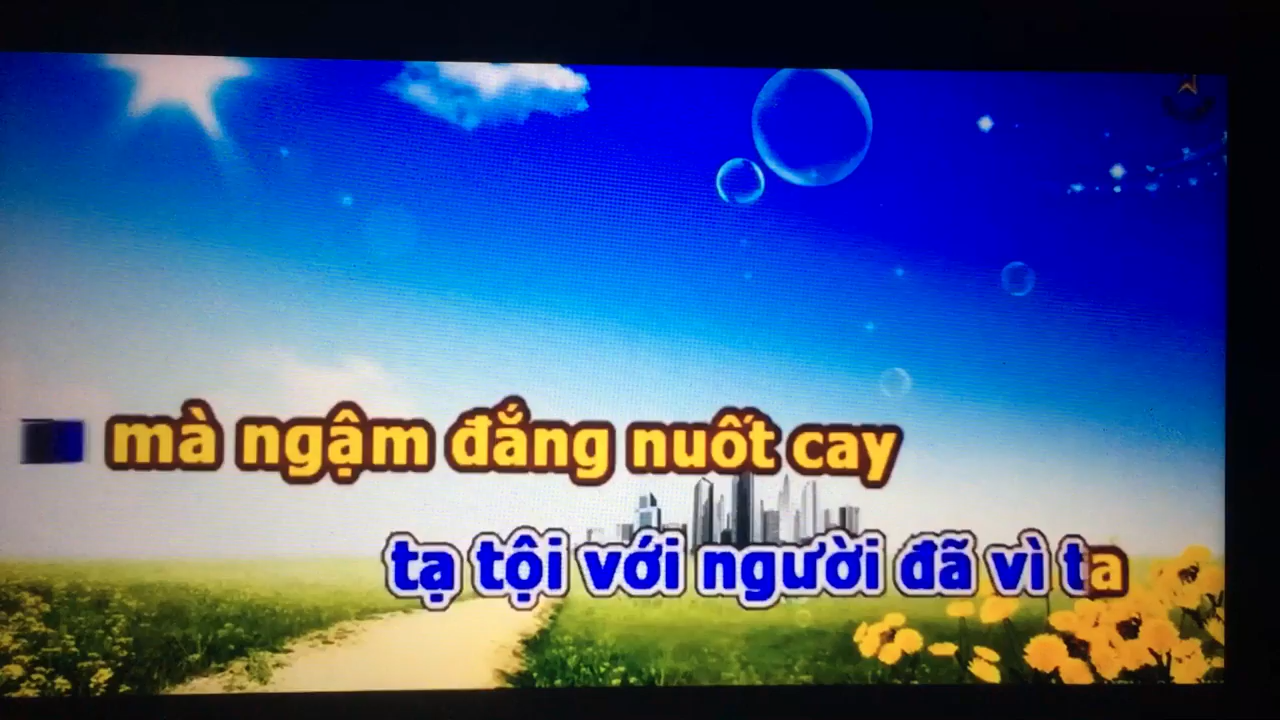 mà ngậm đắng nuốt cay
tạ tội với người đã vì ta